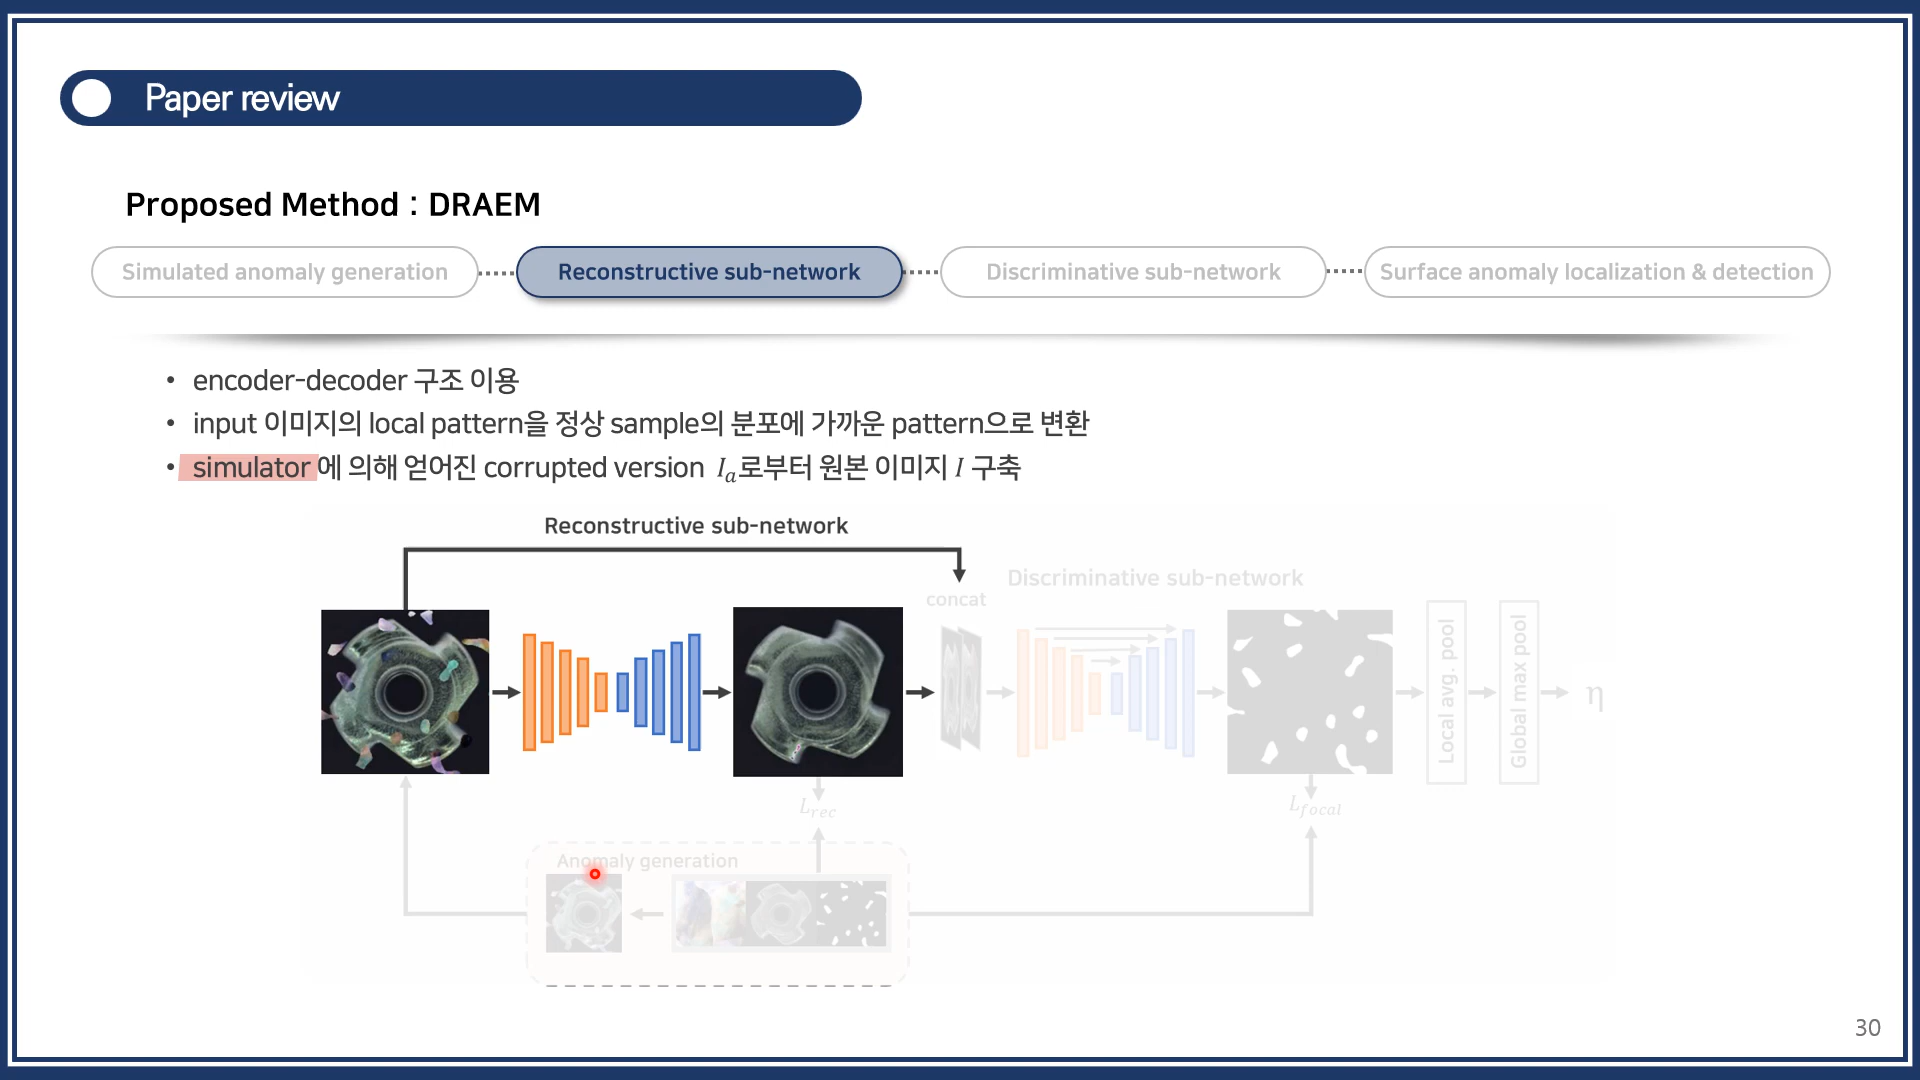 Paper review
Proposed Method : DRAEM
Simulated anomaly generation
Reconstructive sub-network
Discriminative sub-network
Surface anomaly localization & detection
• encoder-decoder 구조 이용
• input 이미지의 local pattern을 정상 sample의 분포에 가까운 pattern으로 변환
• simulator에 의해 얻어진 corrupted version I_a로부터 원본 이미지 I 구축
Reconstructive sub-network
Discriminative sub-network
concat
Local avg. pool
Global max pool
η
L_rec
L_focal
Anomaly generation
30